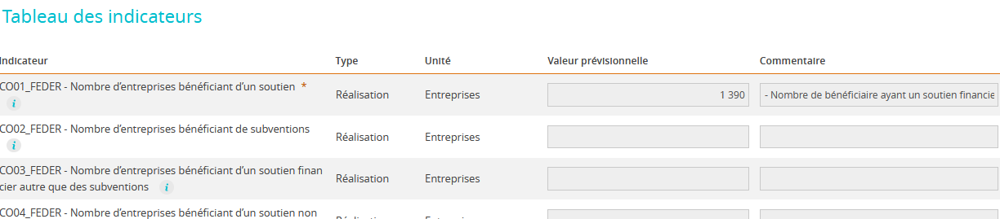 Tableau des indicateurs
Indicateur Type Unité Valeur prévisionnelle Commentaire
CO01_FEDER - Nombre d’entreprises bénéficiant d’un soutien * Réalisation Entreprises 1 390 - Nombre de bénéficiaire ayant un soutien financie
i
CO02_FEDER - Nombre d’entreprises bénéficiant de subventions Réalisation Entreprises
i
CO03_FEDER - Nombre d’entreprises bénéficiant d’un soutien finan Réalisation Entreprises
cier autre que des subventions i
CO04_FEDER - Nombre d’entreprises bénéficiant d’un soutien non